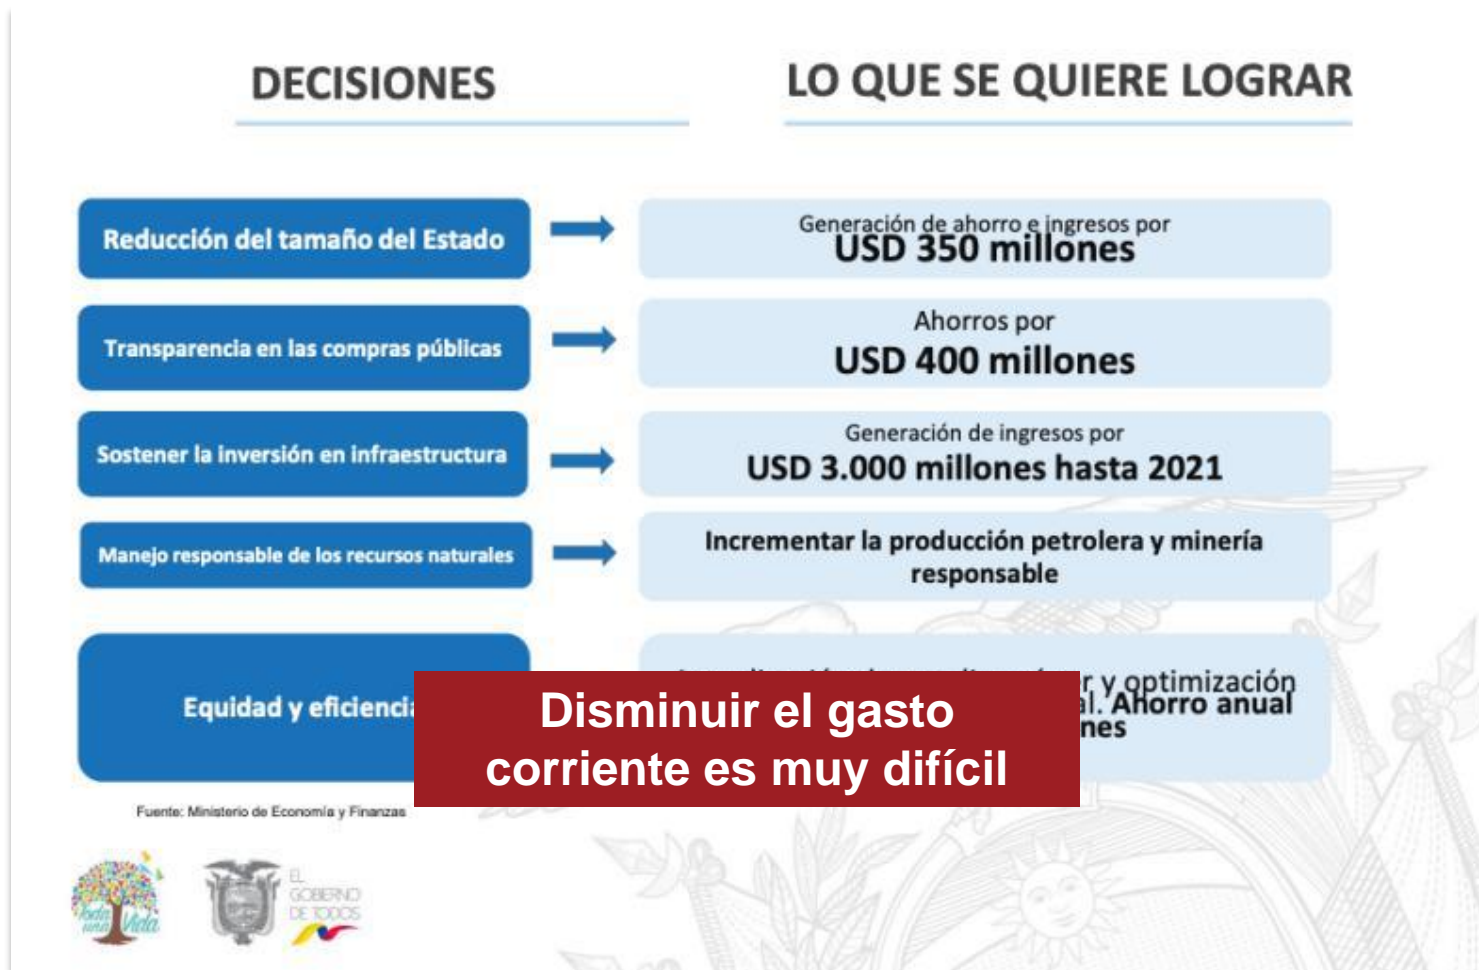 DECISIONES
LO QUE SE QUIERE LOGRAR
Reducción del tamaño del Estado
Generación de ahorro e ingresos por
USD 350 millones
Transparencia en las compras públicas
Ahorros por
USD 400 millones
Sostener la inversión en infraestructura
Generación de ingresos por
USD 3.000 millones hasta 2021
Manejo responsable de los recursos naturales
Incrementar la producción petrolera y minería
responsable
Equidad y eficiencia
y optimización
Ahorro anual
Disminuir el gasto
corriente es muy difícil
Fuente: Ministerio de Economía y Finanzas
Toda
una Vida
EL
GOBIERNO
DE TODOS